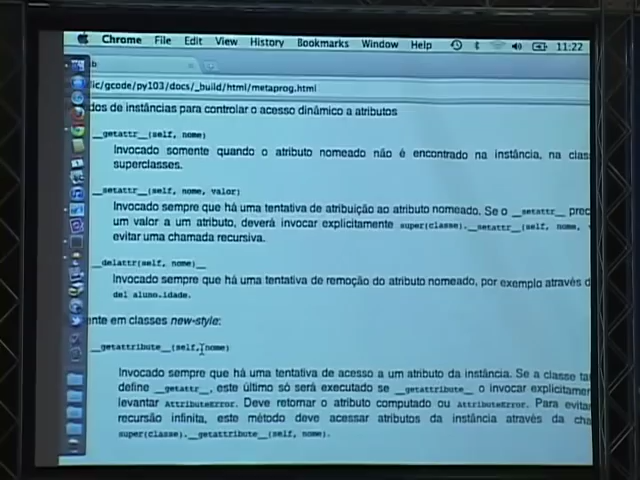 Chrome File Edit View History Bookmarks Window Help 11:22
lic/gcode/py103/docs/_build/html/metaprog.html
dos de instâncias para controlar o acesso dinâmico a atributos
__getattr__(self, nome)
Invocado somente quando o atributo nomeado não é encontrado na instância, na clas
superclasses.
__setattr__(self, nome, valor)
Invocado sempre que há uma tentativa de atribuição ao atributo nomeado. Se o __setattr__ prec
um valor a um atributo, deverá invocar explicitamente super(classe).__setattr__(self, nome, v
evitar uma chamada recursiva.
__delattr(self, nome)__
Invocado sempre que há uma tentativa de remoção do atributo nomeado, por exemplo através d
del aluno.idade.
ente em classes new-style:
__getattribute__(self, nome)
Invocado sempre que há uma tentativa de acesso a um atributo da instância. Se a classe ta
define __getattr__, este último só será executado se __getattribute__ o invocar explicitamer
levantar AttributeError. Deve retornar o atributo computado ou AttributeError. Para evita
recursão infinita, este método deve acessar atributos da instância através da cha
super(classe).__getattribute__(self, nome).